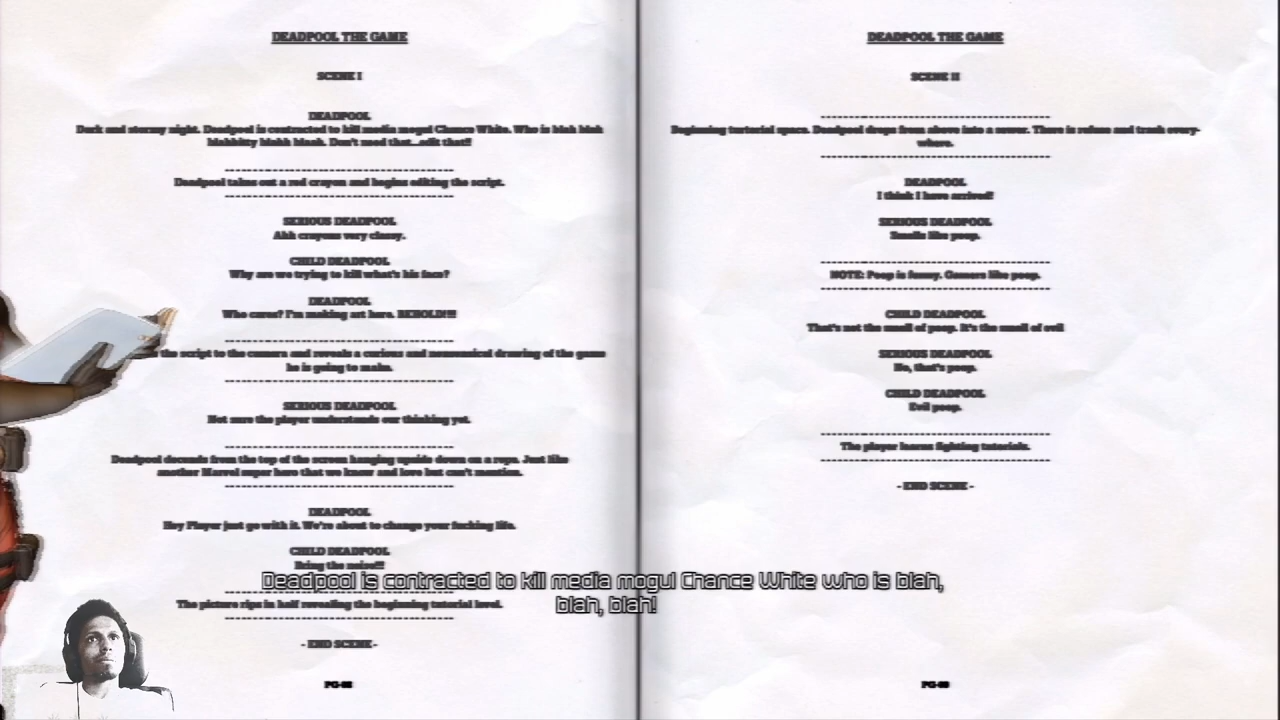 DEADPOOL THE GAME
SCENE I
DEADPOOL
Dark and stormy night. Deadpool is contracted to kill media mogul Chance White. Who is blah blah
blahbitty blahh blaah. Don't read that...edit that!!
Deadpool takes out a red crayon and begins editing the script.
SERIOUS DEADPOOL
Ahh crayons very classy.
CHILD DEADPOOL
Why are we trying to kill what's his face?
DEADPOOL
Who cares? I'm making art here. BEHOLD!!!
the script to the camera and reveals a curious and nonsensical drawing of the game
he is going to make.
SERIOUS DEADPOOL
Not sure the player understands our thinking yet.
Deadpool decends from the top of the screen hanging upside down on a rope. Just like
another Marvel super hero that we know and love but can't mention.
DEADPOOL
Hey Player just go with it. We're about to change your fucking life.
CHILD DEADPOOL
Bring the noise!!!
The picture rips in half revealing the beginning tutorial level.
- END SCENE -
DEADPOOL THE GAME
SCENE II
Beginning turtorial space. Deadpool drops from above into a sewer. There is refuse and trash every-
where.
DEADPOOL
I think I have arrived!
SERIOUS DEADPOOL
Smells like poop.
NOTE: Poop is funny. Gamers like poop.
CHILD DEADPOOL
That's not the smell of poop. It's the smell of evil
SERIOUS DEADPOOL
No, that's poop.
CHILD DEADPOOL
Evil poop.
The player learns fighting tutorials.
- END SCENE -
Deadpool is contracted to kill media mogul Chance White who is blah,
blah, blah!